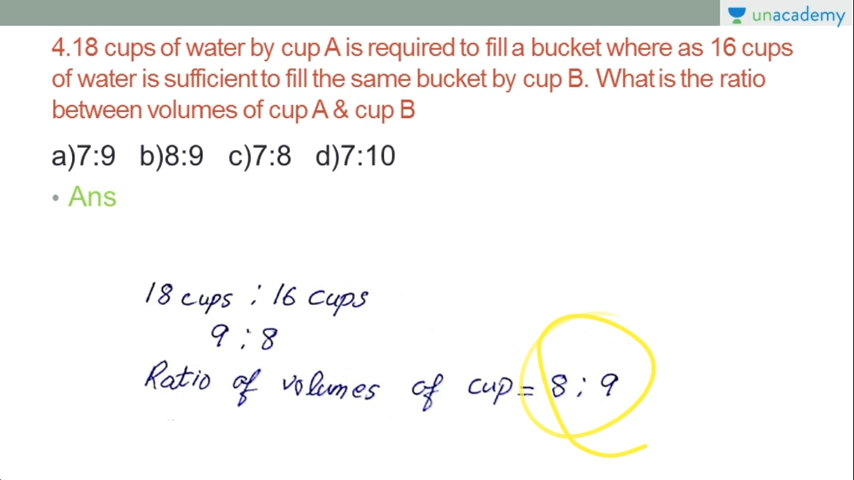 unacademy
4.18 cups of water by cup A is required to fill a bucket where as 16 cups
of water is sufficient to fill the same bucket by cup B. What is the ratio
between volumes of cup A & cup B
a)7:9 b)8:9 c)7:8 d)7:10
• Ans
18 cups : 16 cups
9 : 8
Ratio of volumes of cup = 8 : 9